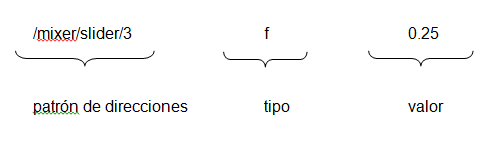 /mixer/slider/3 f 0.25
patrón de direcciones tipo valor